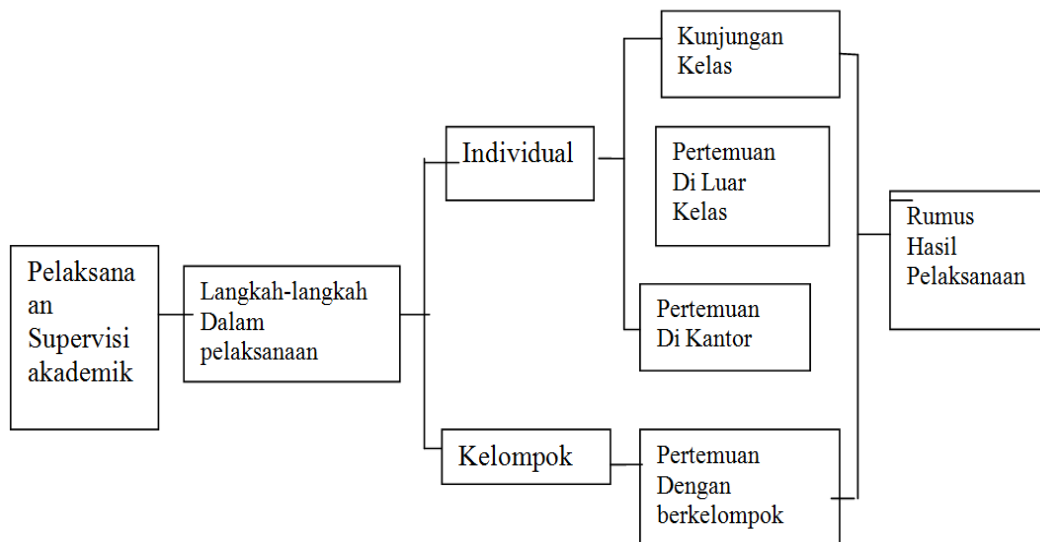 Pelaksana
an
Supervisi
akademik
Langkah-langkah
Dalam
pelaksanaan
Individual
Kelompok
Kunjungan
Kelas
Pertemuan
Di Luar
Kelas
Pertemuan
Di Kantor
Pertemuan
Dengan
berkelompok
Rumus
Hasil
Pelaksanaan